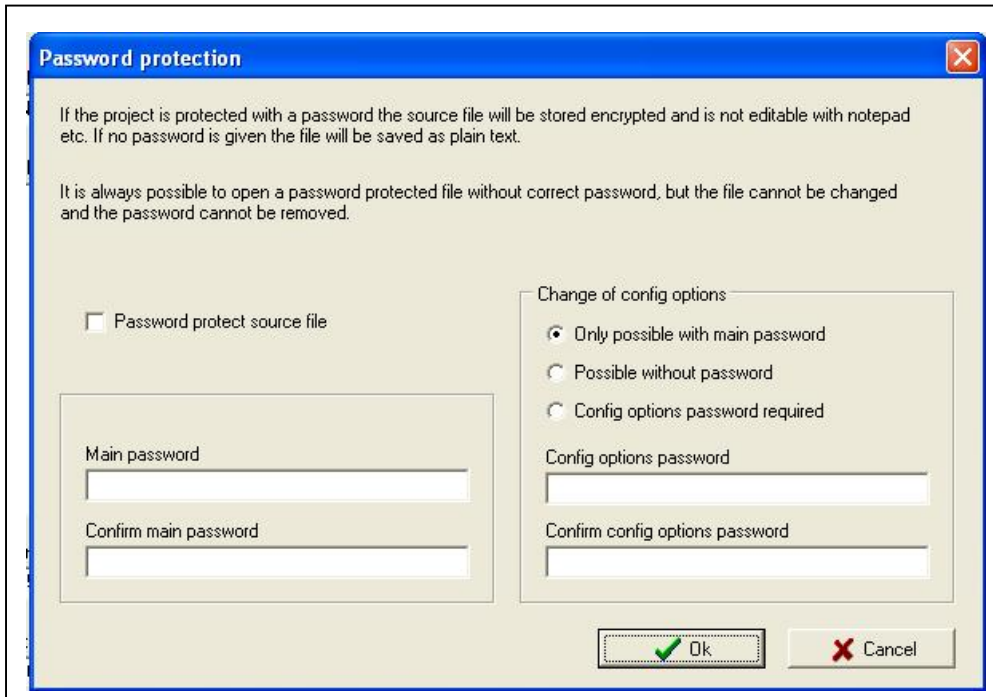 Password protection
If the project is protected with a password the source file will be stored encrypted and is not editable with notepad
etc. If no password is given the file will be saved as plain text.
It is always possible to open a password protected file without correct password, but the file cannot be changed
and the password cannot be removed.
Password protect source file
Main password
Confirm main password
Change of config options
Only possible with main password
Possible without password
Config options password required
Config options password
Confirm config options password
Ok
Cancel